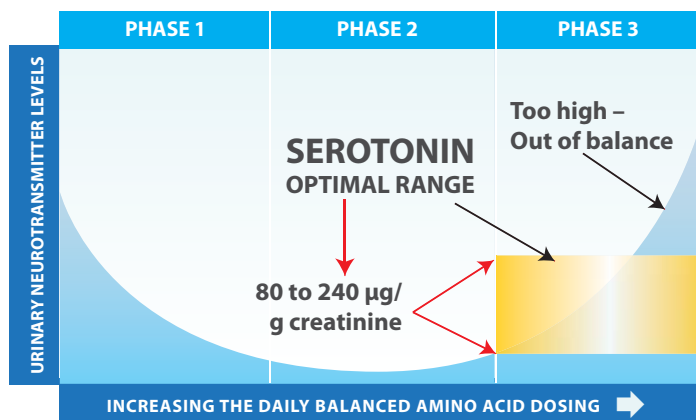 PHASE 1
PHASE 2
PHASE 3
URINARY NEUROTRANSMITTER LEVELS
Too high –
Out of balance
SEROTONIN
OPTIMAL RANGE
80 to 240 µg/
g creatinine
INCREASING THE DAILY BALANCED AMINO ACID DOSING